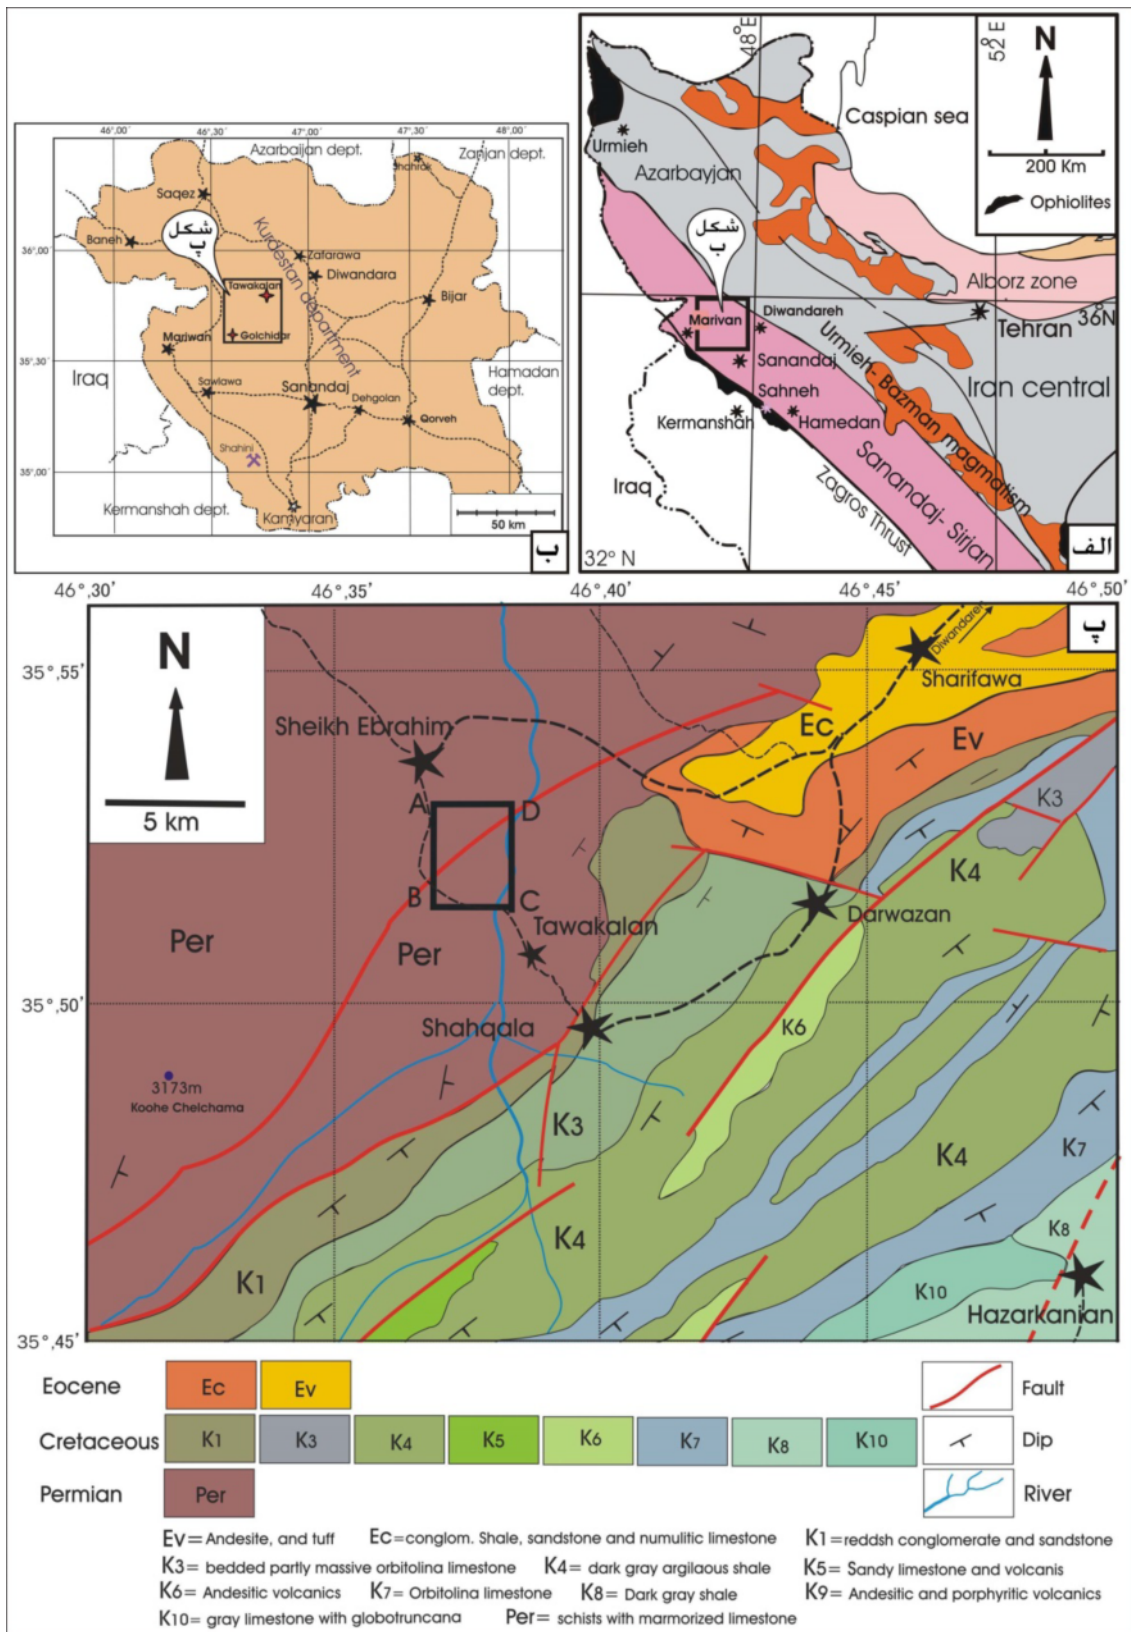 46°,00′ 46°,30′ 47°,00′ 47°,30′ 48°,00′
Azarbaijan dept.
Zanjan dept.
Saqez
شکل
پ
Baneh
36°,00′
Zafarawa
Diwandara
Tawakalan
Bijar
Kurdestan department
Mariwan
Golchidar
35°,30′
Iraq
Hamadan
dept.
Sawlawa
Sanandaj
Dehgolan
Qorveh
Shahini
35°,00′
Kermanshah dept.
Kamyaran
50 km
ب
48°E
52°E
N
200 Km
Ophiolites
Caspian sea
Urmieh
Azarbayjan
شکل
ب
Alborz zone
36°N
Marivan
Diwandareh
Tehran
Sanandaj
Urmieh- Bazman magmatism
Iran central
Sahneh
Kermanshah
Hamedan
Iraq
Zagros Thrust
Sanandaj- Sirjan
32° N
الف
46°,30’ 46°,35’ 46°,40’ 46°,45’ 46°,50’
پ
N
5 km
35°,55’
Diwandareh
Sharifawa
Sheikh Ebrahim
Ec
Ev
A
D
K3
K4
B
C
Tawakalan
Darwazan
Per
Per
35°,50’
Shahqala
K6
3173m
Koohe Chelchama
K3
K4
K7
K4
K8
K1
K10
Hazarkanian
35°,45’
Eocene Ec Ev Fault
Cretaceous K1 K3 K4 K5 K6 K7 K8 K10 Dip
Permian Per River
Ev= Andesite, and tuff Ec=conglom. Shale, sandstone and numulitic limestone K1=reddsh conglomerate and sandstone
K3= bedded partly massive orbitolina limestone K4= dark gray argilaous shale K5= Sandy limestone and volcanis
K6= Andesitic volcanics K7= Orbitolina limestone K8= Dark gray shale K9= Andesitic and porphyritic volcanics
K10= gray limestone with globotruncana Per= schists with marmorized limestone